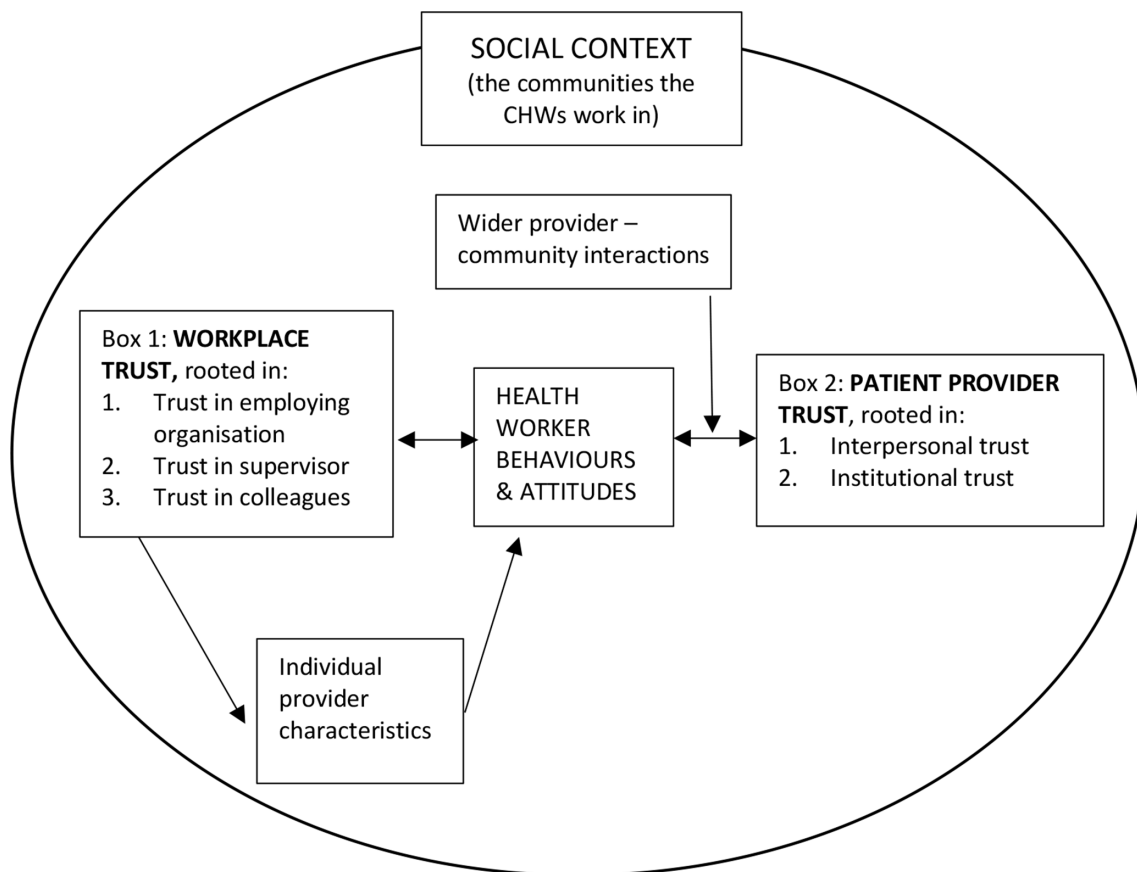 SOCIAL CONTEXT
(the communities the
CHWs work in)
Wider provider –
community interactions
Box 1: WORKPLACE
TRUST, rooted in:
1. Trust in employing
organisation
2. Trust in supervisor
3. Trust in colleagues
HEALTH
WORKER
BEHAVIOURS
& ATTITUDES
Box 2: PATIENT PROVIDER
TRUST, rooted in:
1. Interpersonal trust
2. Institutional trust
Individual
provider
characteristics